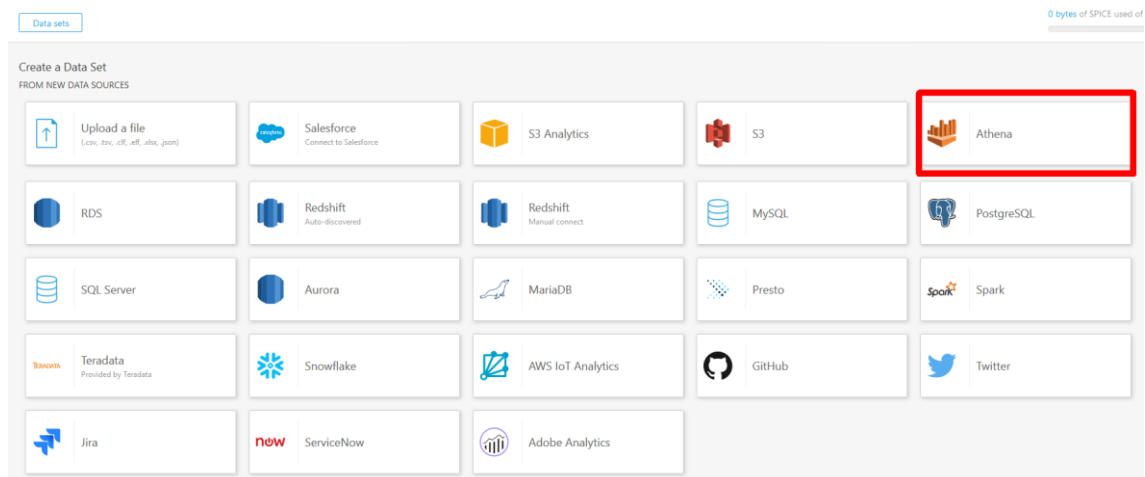 Data sets
0 bytes of SPICE used of
Create a Data Set
FROM NEW DATA SOURCES
Upload a file
(.csv, .tsv, .clf, .elf, .xlsx, .json)
salesforce
Salesforce
Connect to Salesforce
S3 Analytics
S3
Athena
RDS
Redshift
Auto-discovered
Redshift
Manual connect
MySQL
PostgreSQL
SQL Server
Aurora
MariaDB
Presto
Spark
Spark
TERADATA
Teradata
Provided by Teradata
Snowflake
AWS IoT Analytics
GitHub
Twitter
Jira
now
ServiceNow
Adobe Analytics